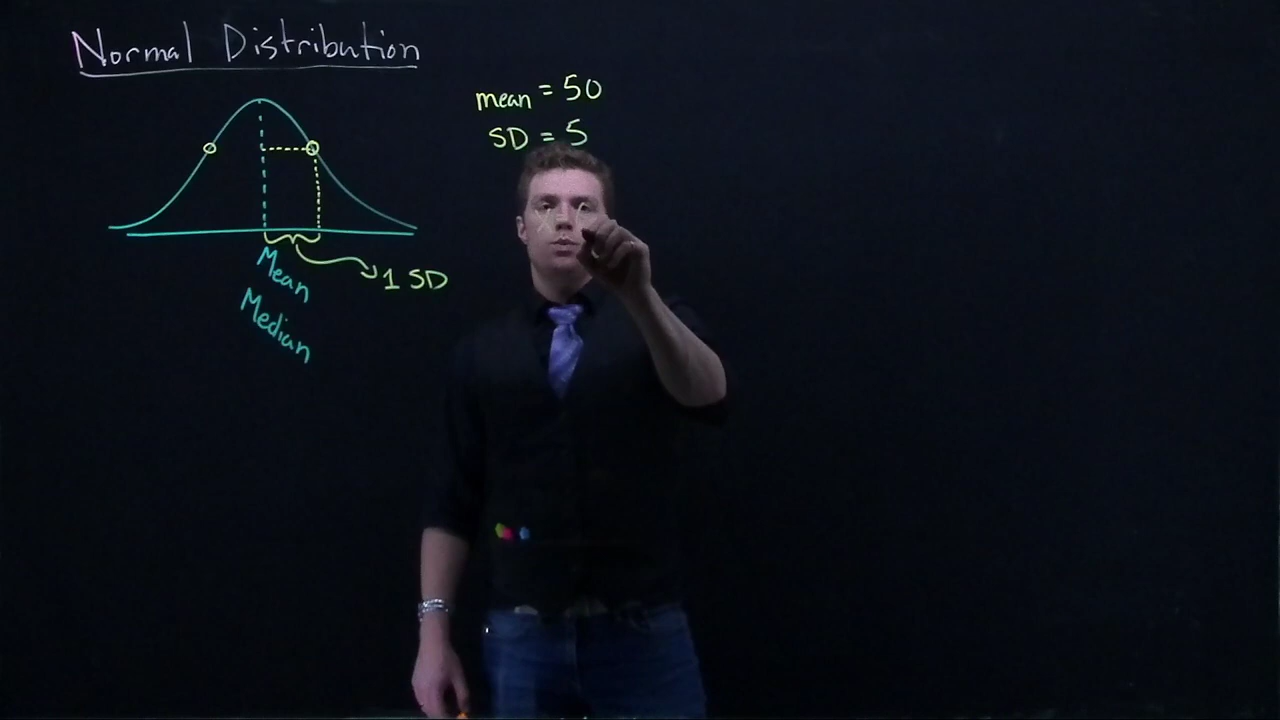 Normal Distribution
mean = 50
SD = 5
Mean
Median
1 SD